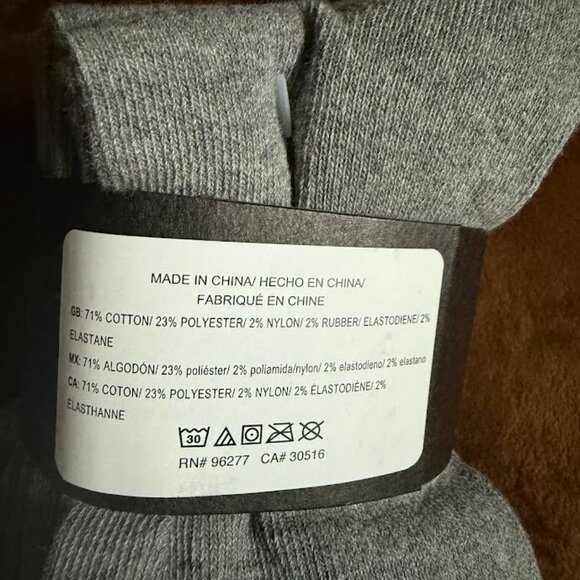 MADE IN CHINA/ HECHO EN CHINA/
FABRIQUÉ EN CHINE
GB: 71% COTTON/ 23% POLYESTER/ 2% NYLON/ 2% RUBBER/ ELASTODIENE/ 2%
ELASTANE
MX: 71% ALGODÓN/ 23% poliéster/ 2% poliamida/nylon/ 2% elastodieno/ 2% elastano
CA: 71% COTON/ 23% POLYESTER/ 2% NYLON/ 2% ÉLASTODIÈNE/ 2%
ÉLASTHANNE
30
RN# 96277 CA# 30516